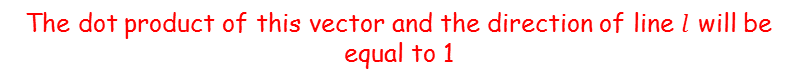 The dot product of this vector and the direction of line l will be
equal to 1